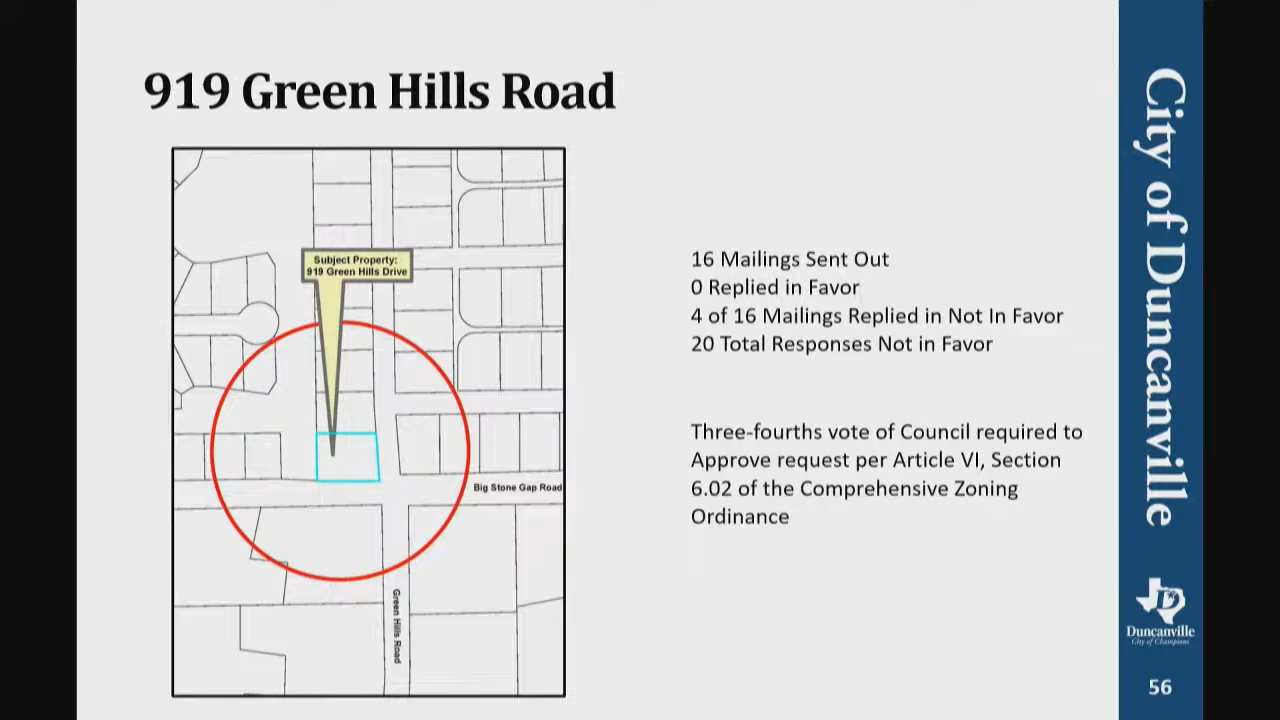 919 Green Hills Road
Subject Property:
919 Green Hills Drive
Big Stone Gap Road
Green Hills Road
16 Mailings Sent Out
0 Replied in Favor
4 of 16 Mailings Replied in Not In Favor
20 Total Responses Not in Favor
Three-fourths vote of Council required to
Approve request per Article VI, Section
6.02 of the Comprehensive Zoning
Ordinance
City of Duncanville
D
Duncanville
City of Champions
56